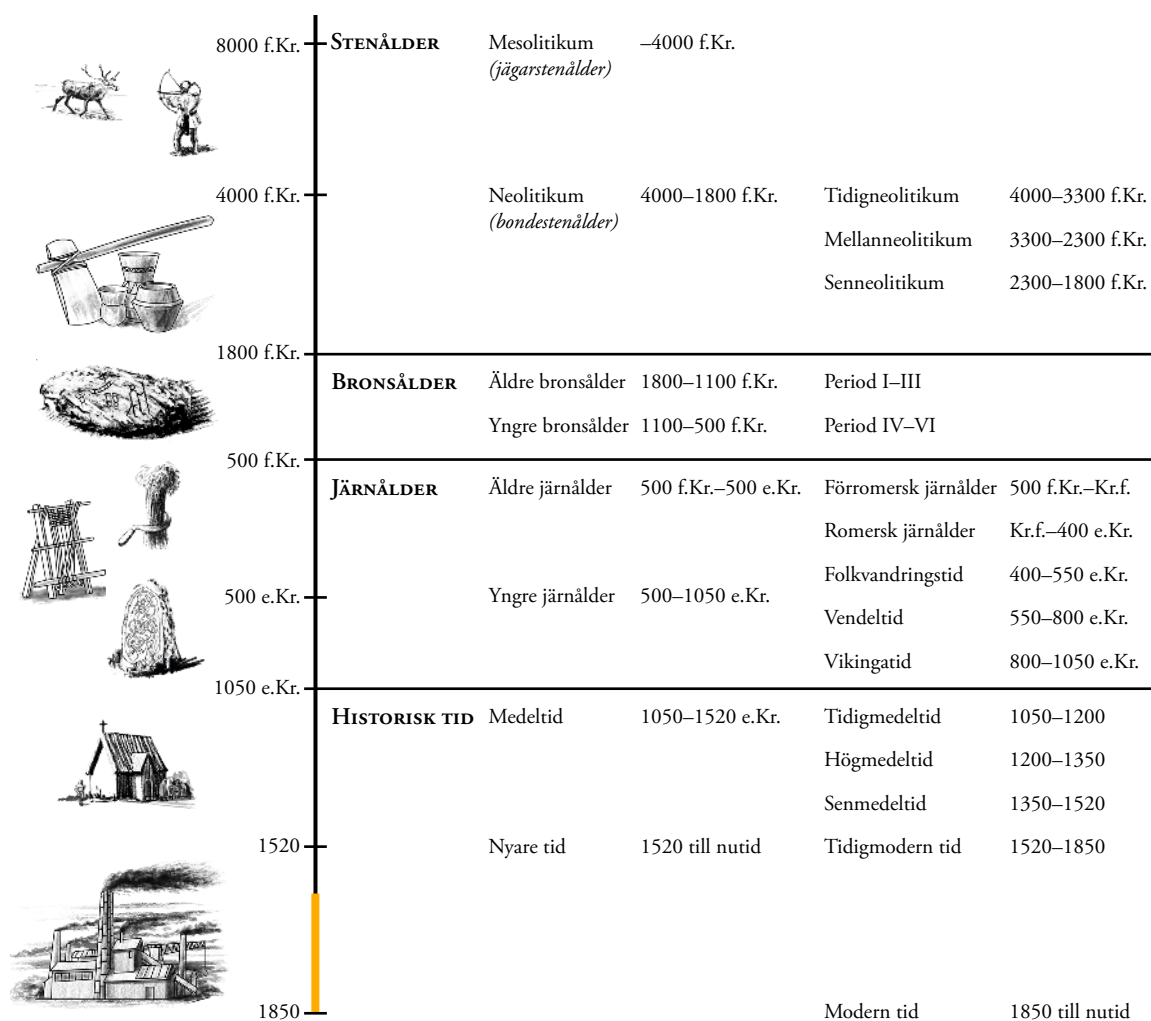 8000 f.Kr. STENÅLDER Mesolitikum –4000 f.Kr.
(jägarstenålder)
4000 f.Kr. Neolitikum 4000–1800 f.Kr. Tidigneolitikum 4000–3300 f.Kr.
(bondestenålder)
Mellanneolitikum 3300–2300 f.Kr.
Senneolitikum 2300–1800 f.Kr.
1800 f.Kr.
BRONSÅLDER Äldre bronsålder 1800–1100 f.Kr. Period I–III
Yngre bronsålder 1100–500 f.Kr. Period IV–VI
500 f.Kr.
JÄRNÅLDER Äldre järnålder 500 f.Kr.–500 e.Kr. Förromersk järnålder 500 f.Kr.–Kr.f.
Romersk järnålder Kr.f.–400 e.Kr.
Folkvandringstid 400–550 e.Kr.
500 e.Kr. Yngre järnålder 500–1050 e.Kr.
Vendeltid 550–800 e.Kr.
Vikingatid 800–1050 e.Kr.
1050 e.Kr.
HISTORISK TID Medeltid 1050–1520 e.Kr. Tidigmedeltid 1050–1200
Högmedeltid 1200–1350
Senmedeltid 1350–1520
1520 Nyare tid 1520 till nutid Tidigmodern tid 1520–1850
1850 Modern tid 1850 till nutid